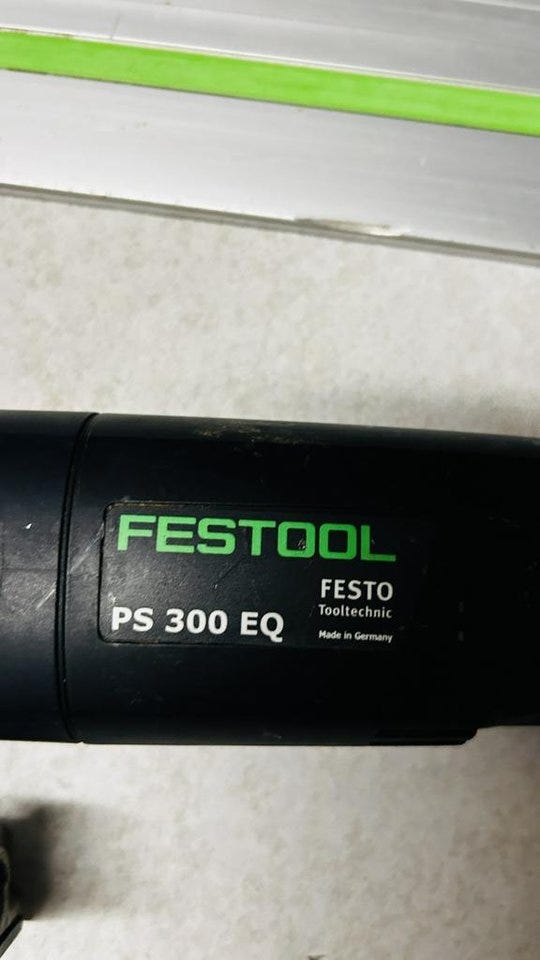 FESTOOL
FESTO
Tooltechnic
PS 300 EQ
Made in Germany